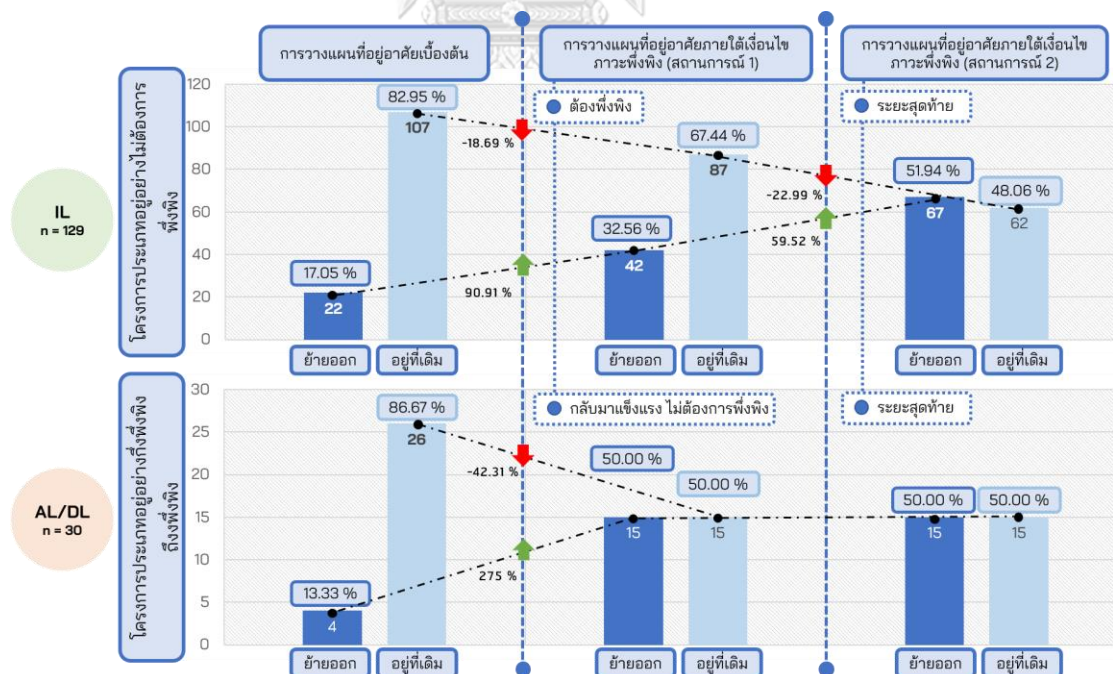 การวางแผนที่อยู่อาศัยเบื้องต้น
การวางแผนที่อยู่อาศัยภายใต้เงื่อนไข
ภาวะพึ่งพิง (สถานการณ์ 1)
การวางแผนที่อยู่อาศัยภายใต้เงื่อนไข
ภาวะพึ่งพิง (สถานการณ์ 2)
IL
n = 129
โครงการประเภทอยู่อย่างไม่ต้องการ
พึ่งพิง
120
100
80
60
40
20
0
82.95 %
107
17.05 %
22
-18.69 %
90.91 %
ต้องพึ่งพิง
67.44 %
87
32.56 %
42
-22.99 %
59.52 %
ระยะสุดท้าย
51.94 %
67
48.06 %
62
ย้ายออก
อยู่ที่เดิม
ย้ายออก
อยู่ที่เดิม
ย้ายออก
อยู่ที่เดิม
AL/DL
n = 30
โครงการประเภทอยู่อย่างกึ่งพึ่งพิง
ถึงพึ่งพิง
30
25
20
15
10
5
0
86.67 %
26
13.33 %
4
-42.31 %
275 %
กลับมาแข็งแรง ไม่ต้องการพึ่งพิง
50.00 %
15
50.00 %
15
ระยะสุดท้าย
50.00 %
15
50.00 %
15
ย้ายออก
อยู่ที่เดิม
ย้ายออก
อยู่ที่เดิม
ย้ายออก
อยู่ที่เดิม